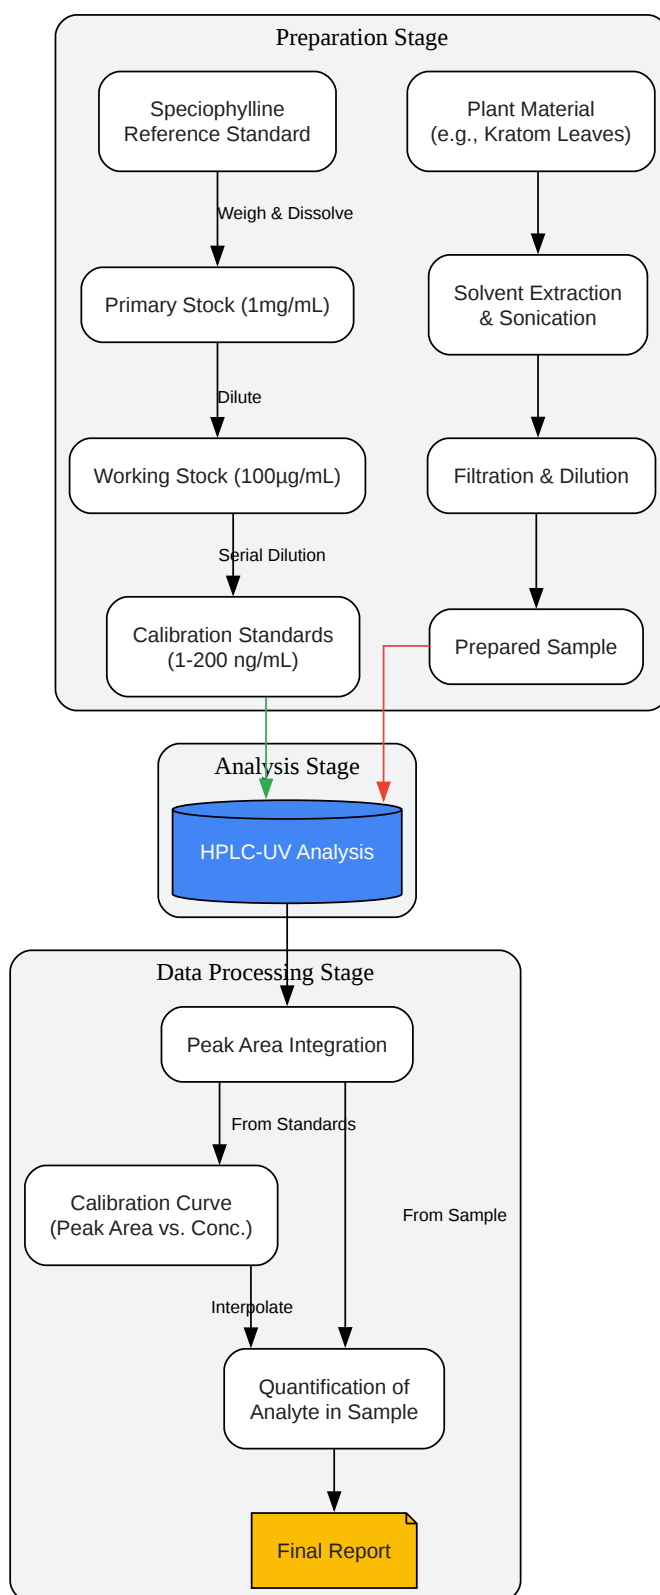 Preparation Stage
Speciophylline
Reference Standard
Plant Material
(e.g., Kratom Leaves)
Weigh & Dissolve
Primary Stock (1mg/mL)
Solvent Extraction
& Sonication
Dilute
Working Stock (100µg/mL)
Filtration & Dilution
Serial Dilution
Calibration Standards
(1-200 ng/mL)
Prepared Sample
Analysis Stage
HPLC-UV Analysis
Data Processing Stage
Peak Area Integration
From Standards
Calibration Curve
(Peak Area vs. Conc.)
From Sample
Interpolate
Quantification of
Analyte in Sample
Final Report